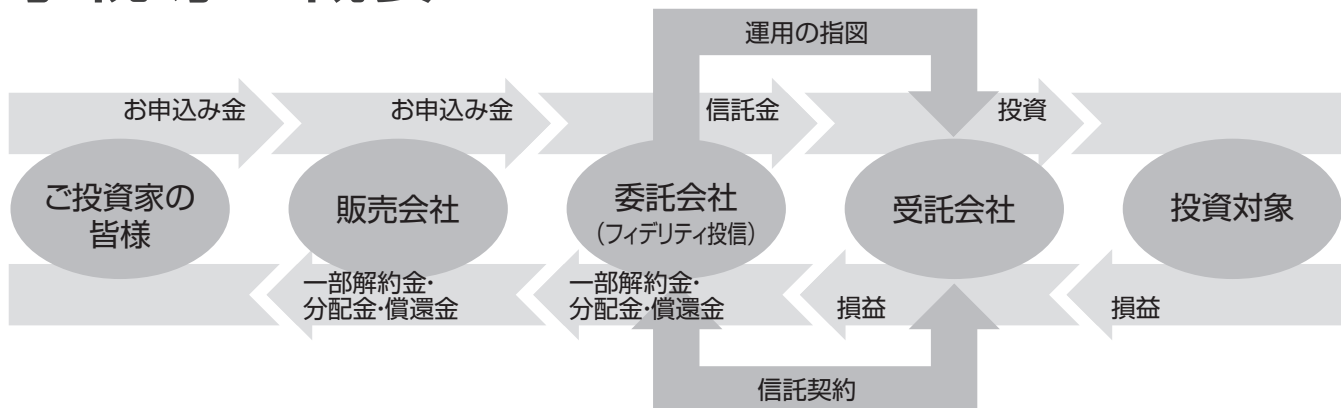 運用の指図
お申込み金
お申込み金
信託金
投資
ご投資家の
皆様
販売会社
委託会社
(フィデリティ投信)
受託会社
投資対象
一部解約金・
分配金・償還金
一部解約金・
分配金・償還金
損益
損益
信託契約